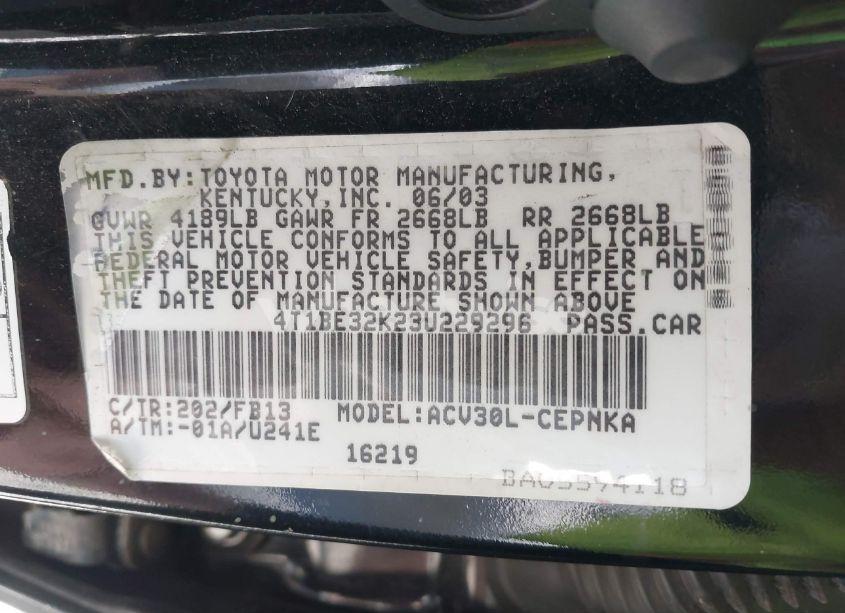 MFD.BY:TOYOTA MOTOR MANUFACTURING,
KENTUCKY,INC. 06/03
GVWR 4189LB GAWR FR 2668LB RR 2668LB
THIS VEHICLE CONFORMS TO ALL APPLICABLE
FEDERAL MOTOR VEHICLE SAFETY,BUMPER AND
THEFT PREVENTION STANDARDS IN EFFECT ON
THE DATE OF MANUFACTURE SHOWN ABOVE
4T1BE32K23U229296 PASS.CAR
C/TR:202/FB13 MODEL:ACV30L-CEPNKA
A/TM:-01A/U241E
16219